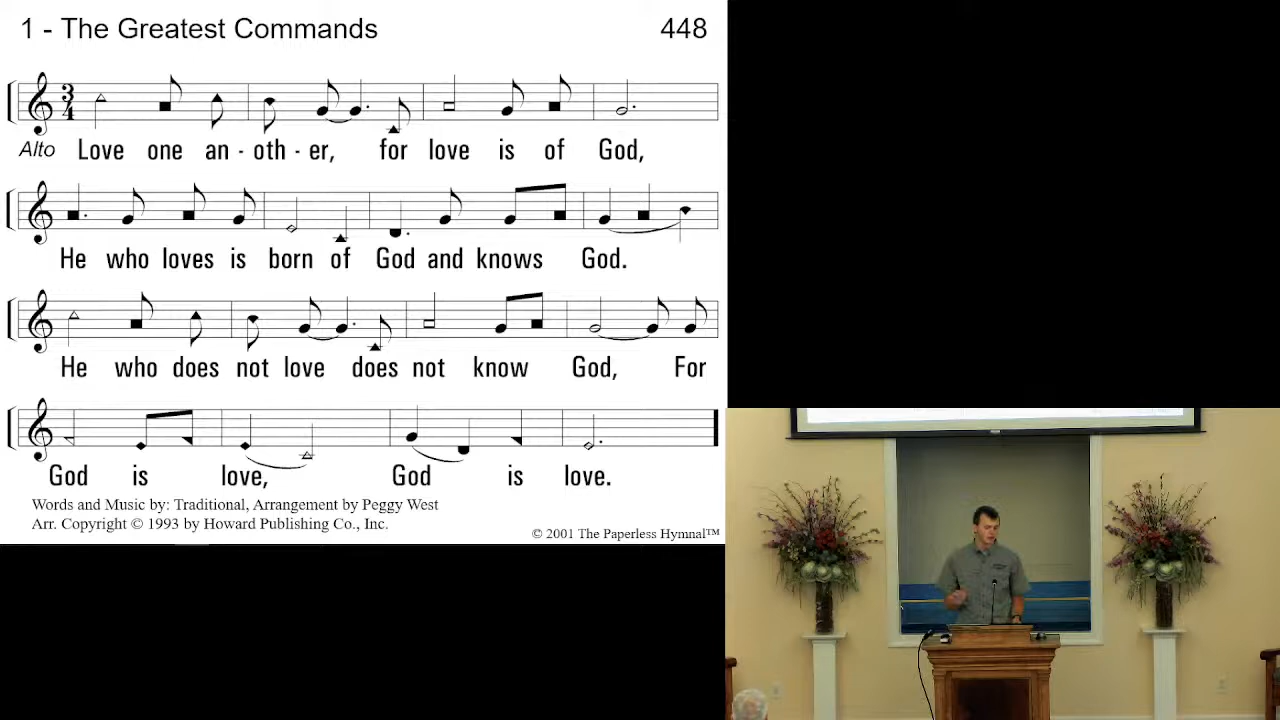 1 - The Greatest Commands 448
3
4
Alto Love one an - oth - er, for love is of God,
He who loves is born of God and knows God.
He who does not love does not know God, For
God is love, God is love.
Words and Music by: Traditional, Arrangement by Peggy West
Arr. Copyright © 1993 by Howard Publishing Co., Inc.
© 2001 The Paperless Hymnal™